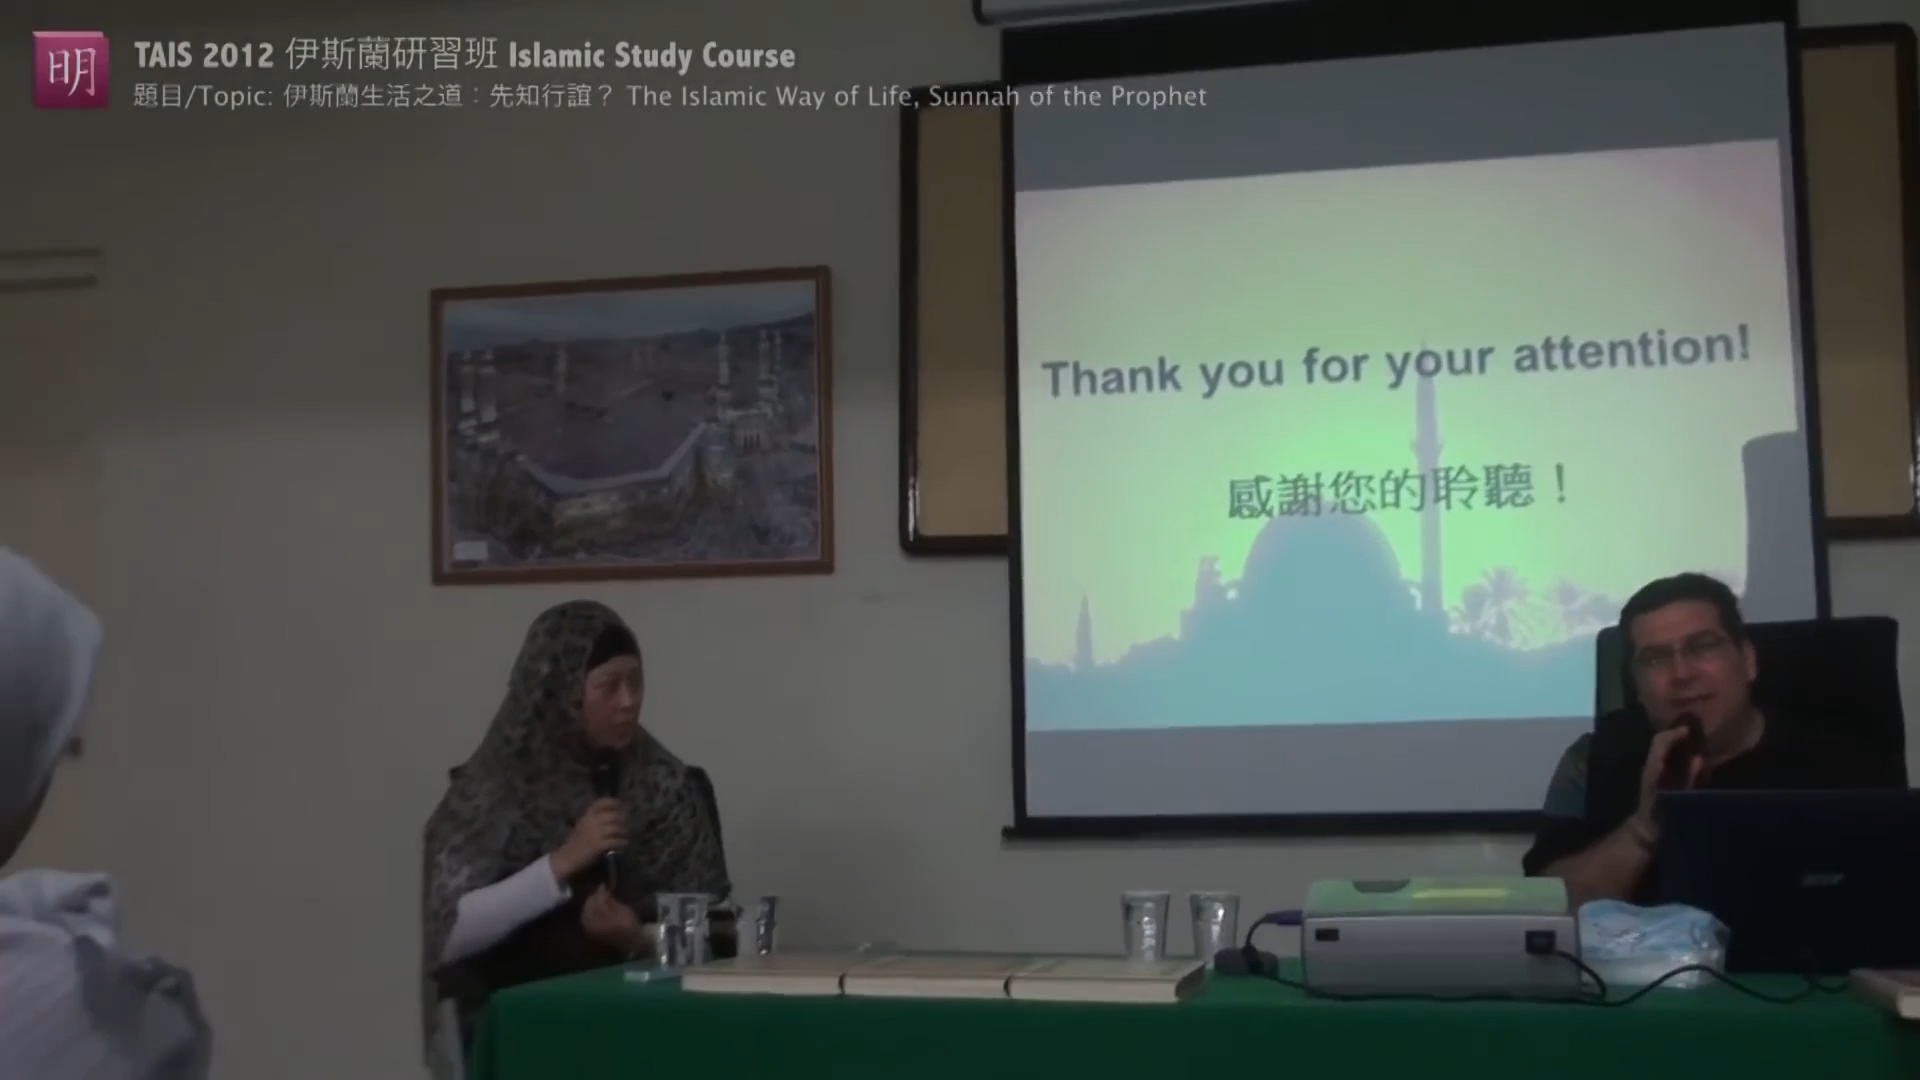 明
TAIS 2012 伊斯蘭研習班 Islamic Study Course
題目/Topic: 伊斯蘭生活之道：先知行誼？ The Islamic Way of Life, Sunnah of the Prophet
Thank you for your attention!
感謝您的聆聽！